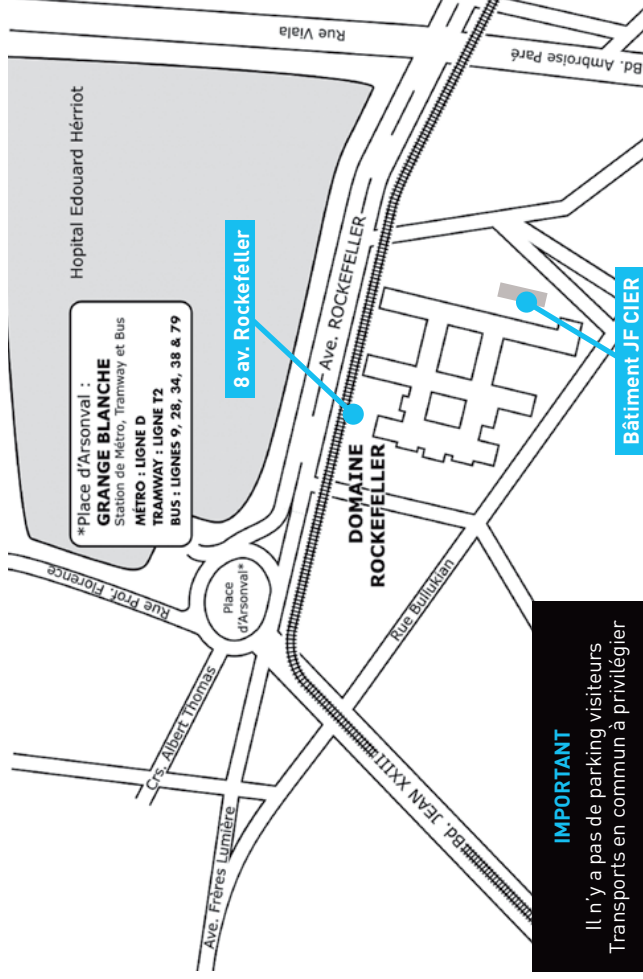 Hopital Edouard Hérriot
Rue Viala
Bd. Ambroise Paré
*Place d'Arsonval :
GRANGE BLANCHE
Station de Métro, Tramway et Bus
MÉTRO : LIGNE D
TRAMWAY : LIGNE T2
BUS : LIGNES 9, 28, 34, 38 & 79
8 av. Rockefeller
Ave. ROCKEFELLER
Rue Prof. Florence
Place
d'Arsonval*
Crs. Albert Thomas
Ave. Frères Lumière
DOMAINE
ROCKEFELLER
Rue Bullukian
Bd. JEAN XXIII
Bâtiment JF CIER
IMPORTANT
Il n'y a pas de parking visiteurs
Transports en commun à privilégier